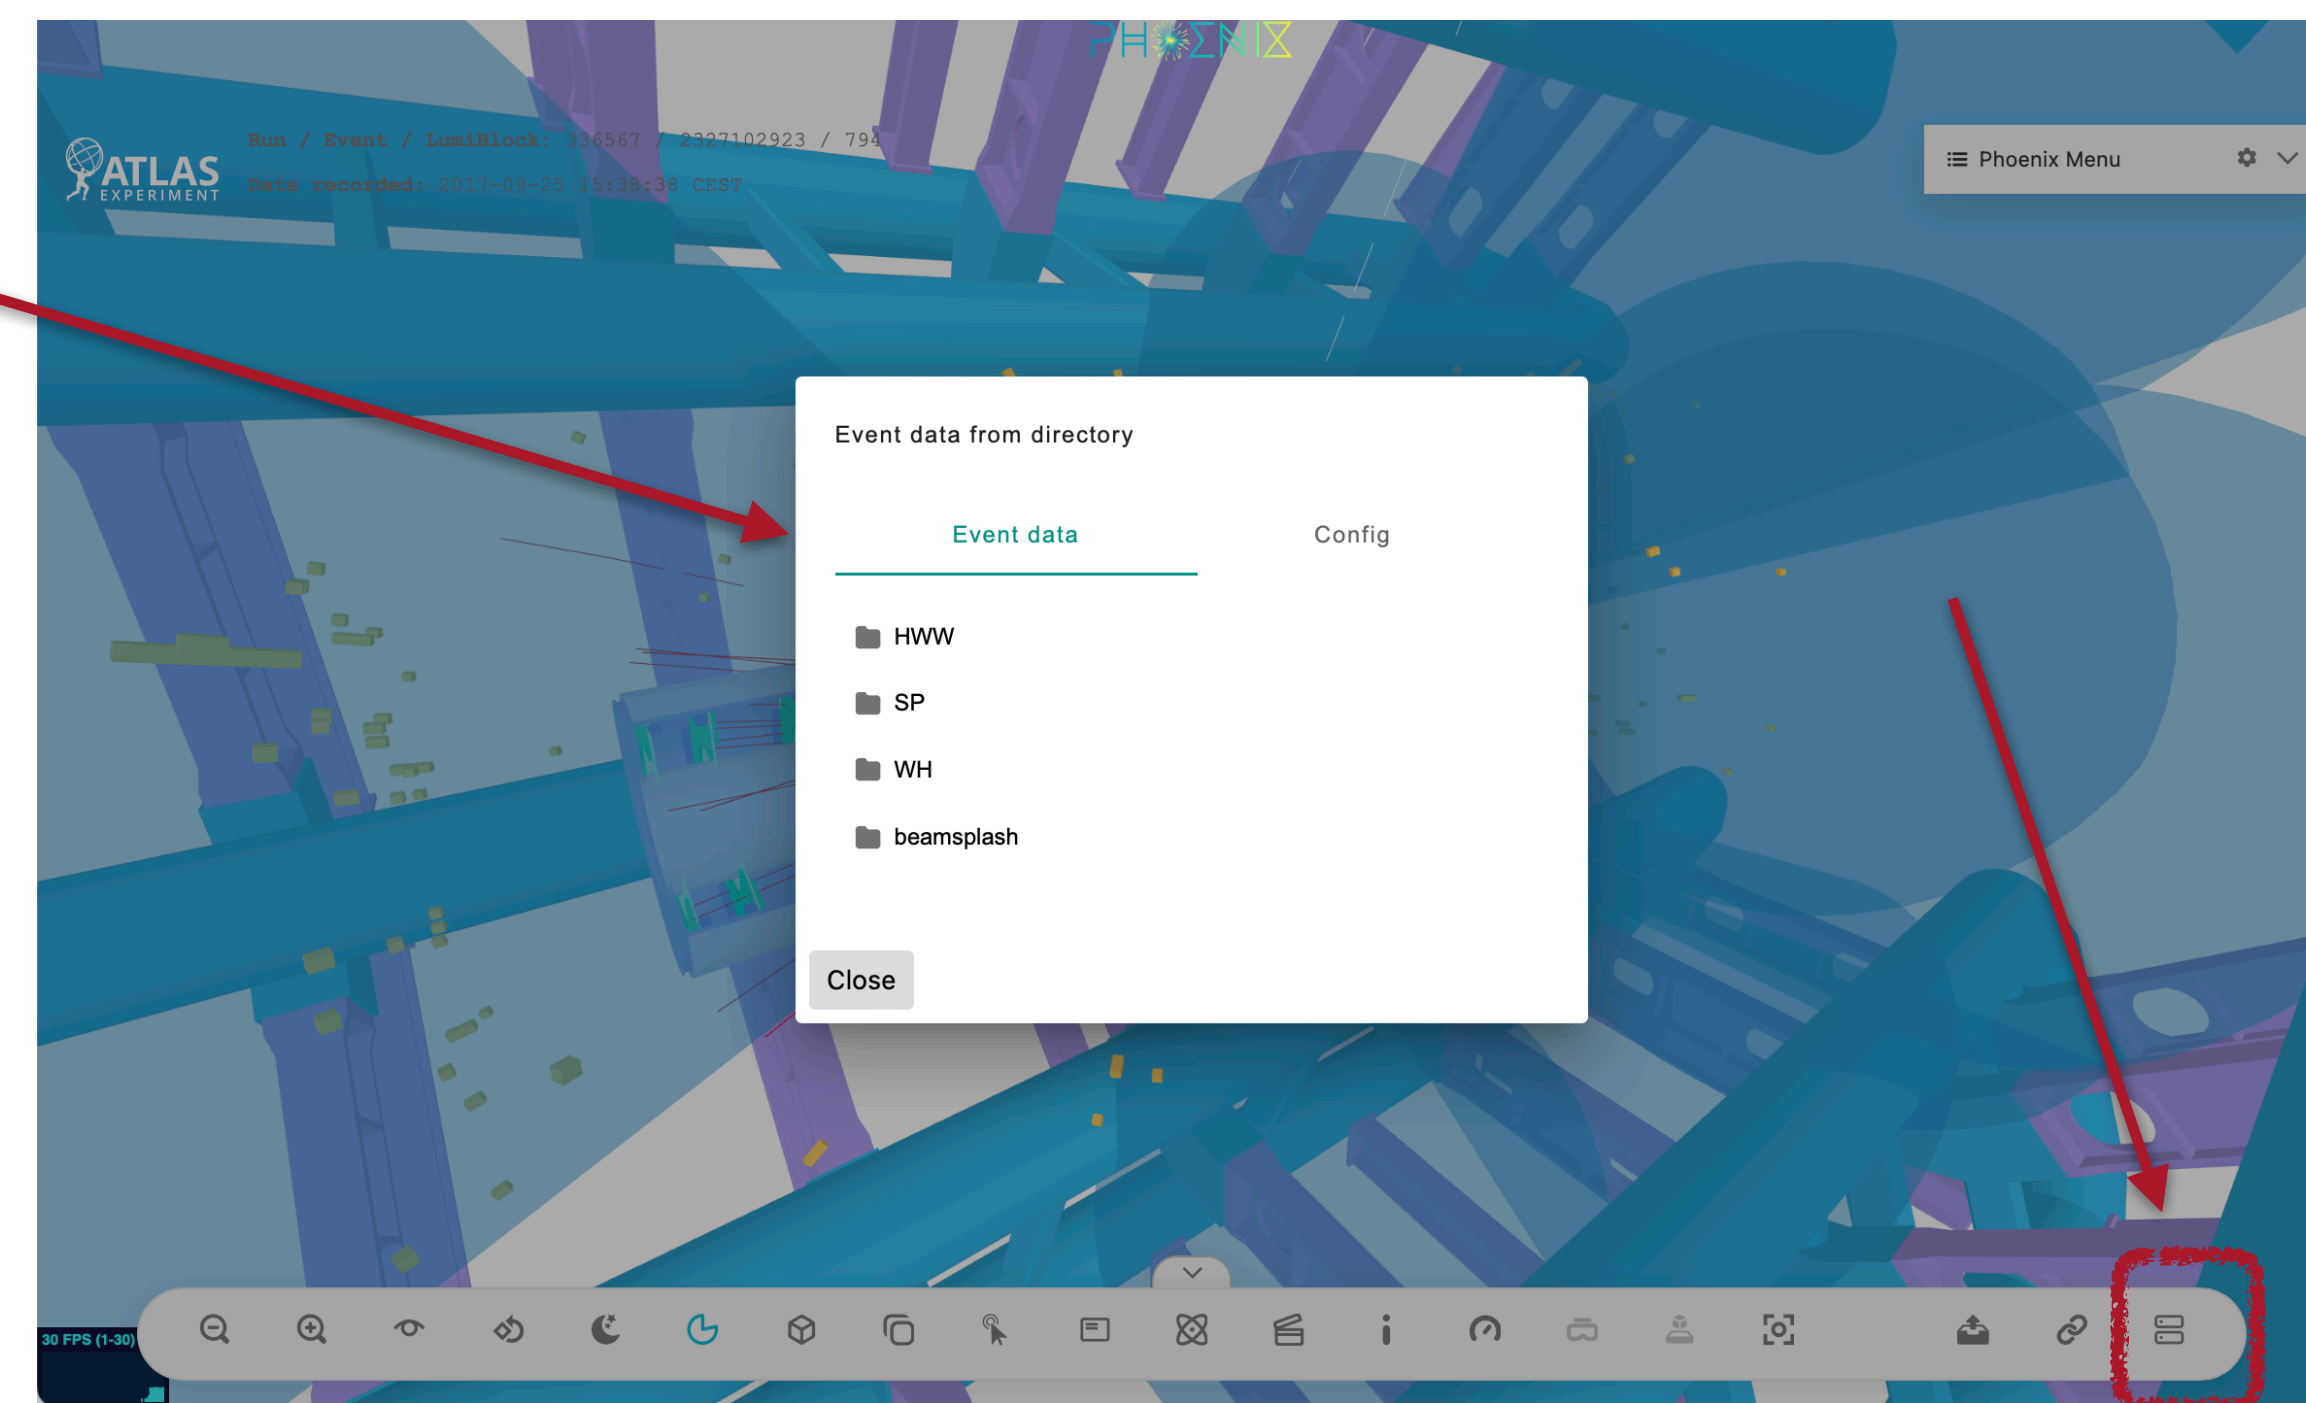 PHOENIX
ATLAS
EXPERIMENT
Run / Event / LumiBlock: 336567 / 2327102923 / 794
Data recorded: 2017-09-25 15:38:38 CEST
Phoenix Menu
Event data from directory
Event data
Config
HWW
SP
WH
beamsplash
Close
30 FPS (1-30)